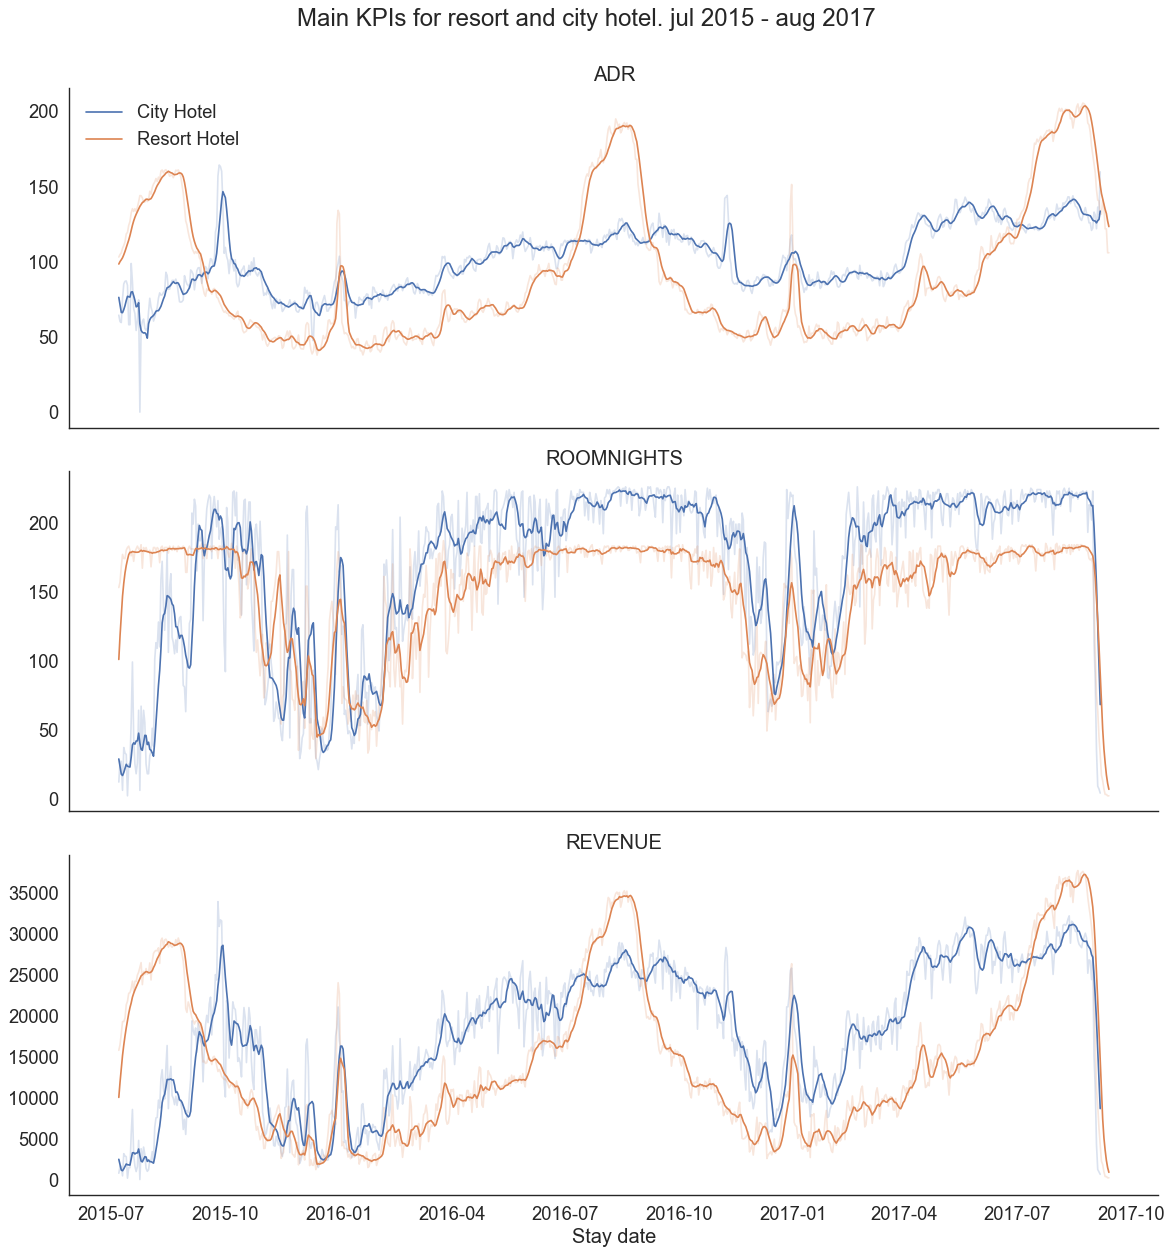 Main KPIs for resort and city hotel. jul 2015 - aug 2017
ADR
City Hotel
Resort Hotel
200
150
100
50
0
ROOMNIGHTS
200
150
100
50
0
REVENUE
35000
30000
25000
20000
15000
10000
5000
0
2015-07 2015-10 2016-01 2016-04 2016-07 2016-10 2017-01 2017-04 2017-07 2017-10
Stay date